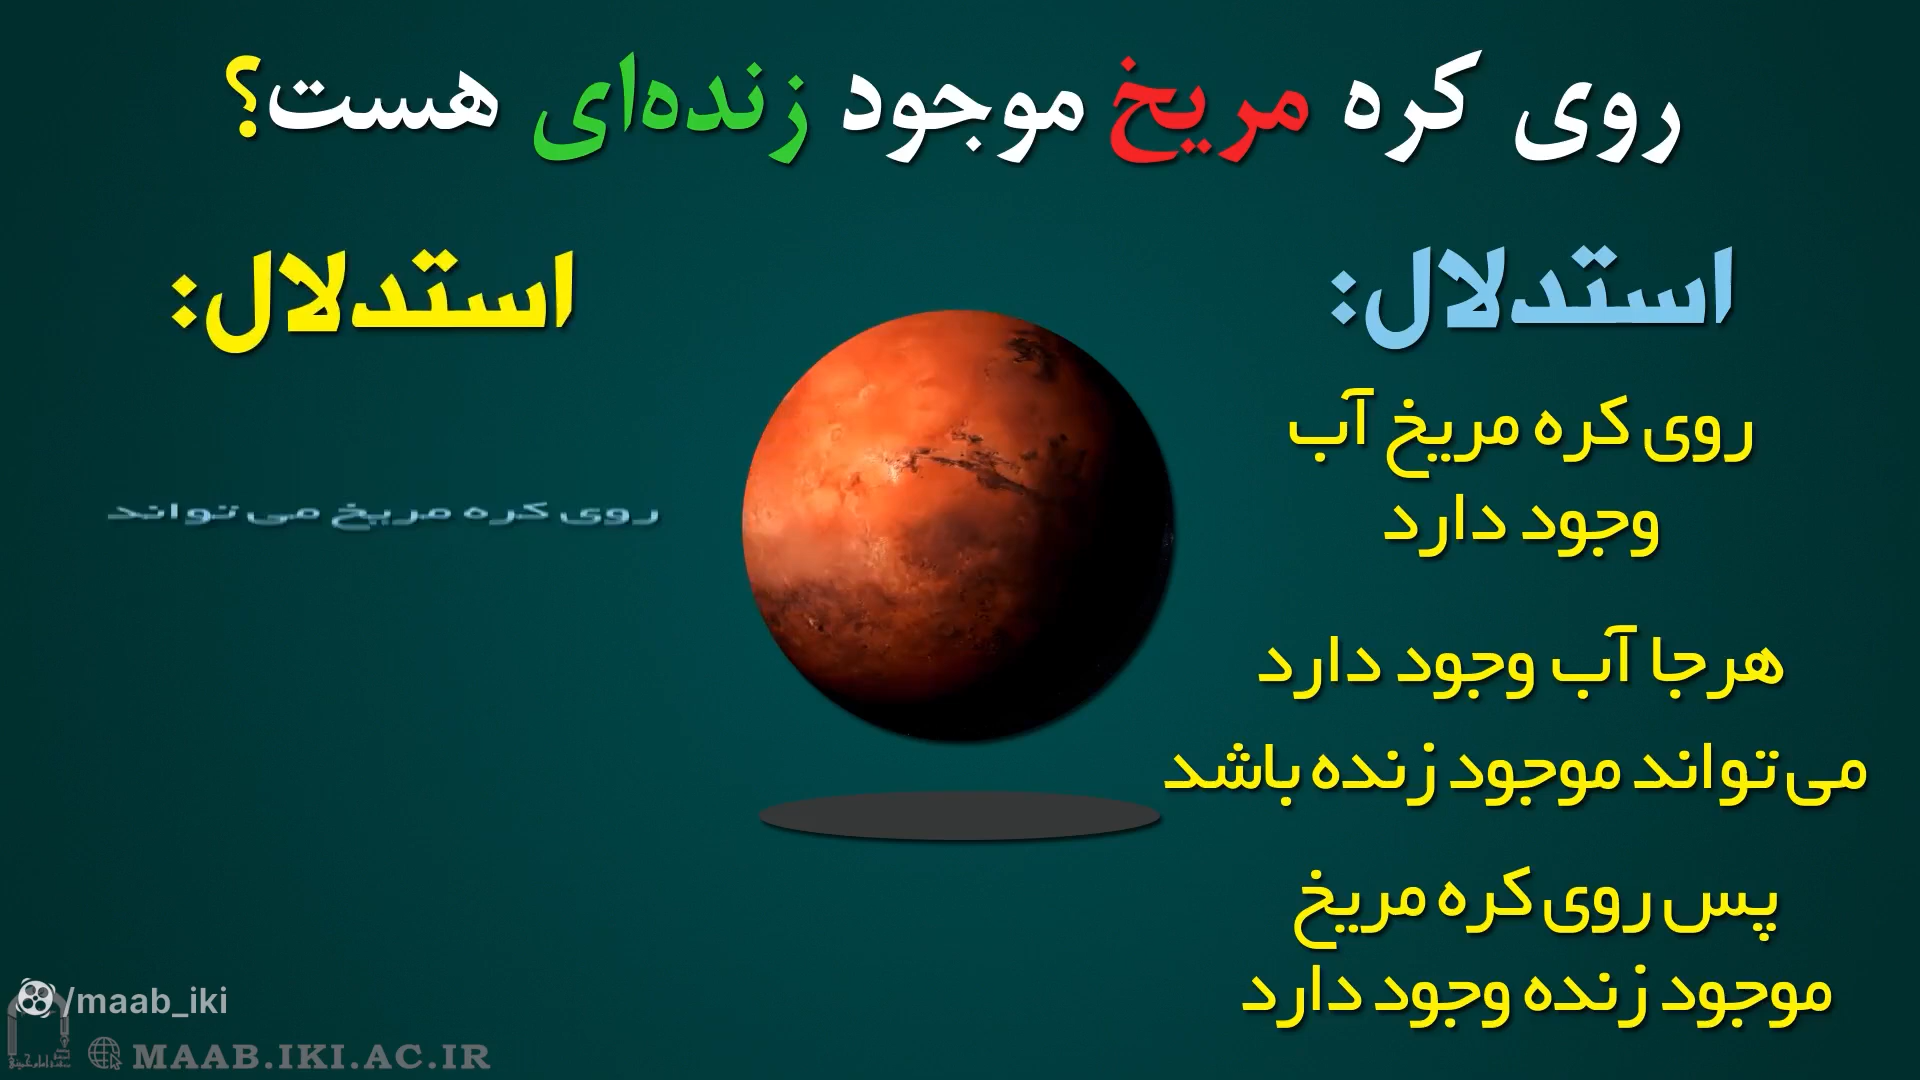 روی کره مریخ موجود زنده‌ای هست؟
استدلال:
روی کره مریخ آب
وجود دارد
هرجا آب وجود دارد
می‌تواند موجود زنده باشد
پس روی کره مریخ
موجود زنده وجود دارد
استدلال:
روی کره مریخ می‌تواند
/maab_iki
MAAB.IKI.AC.IR